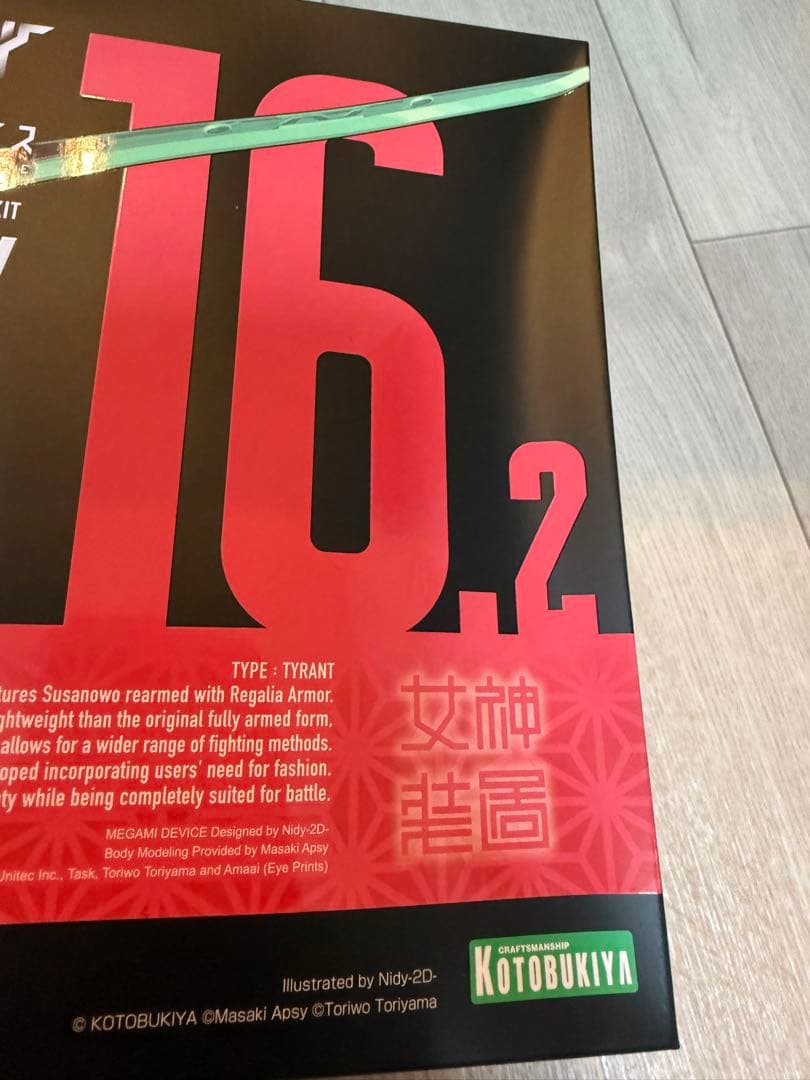 ス
KIT
16.2
TYPE : TYRANT
tures Susanowo rearmed with Regalia Armor.
ghtweight than the original fully armed form,
allows for a wider range of fighting methods.
oped incorporating users' need for fashion.
ty while being completely suited for battle.
女神
装
MEGAMI DEVICE Designed by Nidy-2D-
Body Modeling Provided by Masaki Apsy
Unitec Inc., Task, Toriwo Toriyama and Amaai (Eye Prints)
CRAFTSMANSHIP
KOTOBUKIYA
Illustrated by Nidy-2D-
© KOTOBUKIYA ©Masaki Apsy ©Toriwo Toriyama